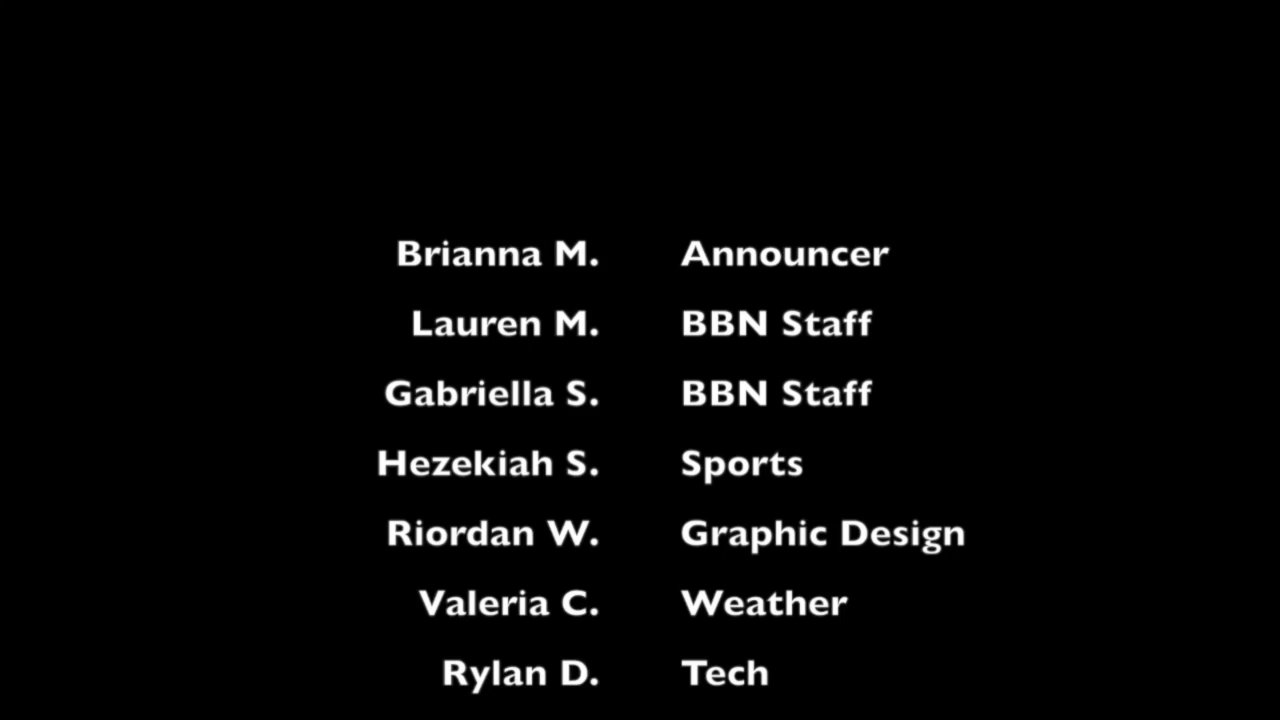 Brianna M. Announcer
Lauren M. BBN Staff
Gabriella S. BBN Staff
Hezekiah S. Sports
Riordan W. Graphic Design
Valeria C. Weather
Rylan D. Tech